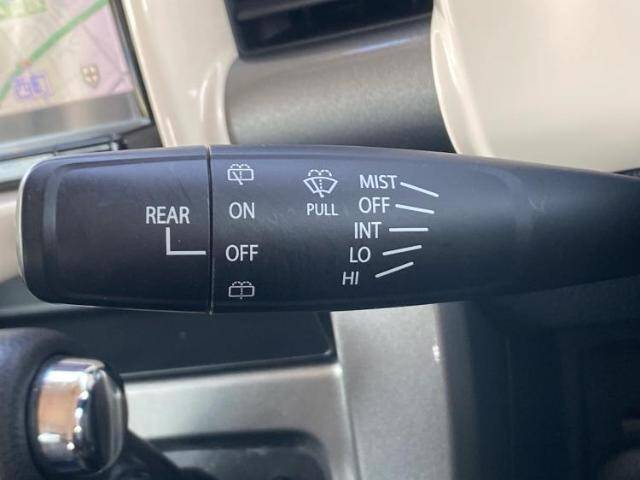 REAR
ON
OFF
PULL
MIST
OFF
INT
LO
HI